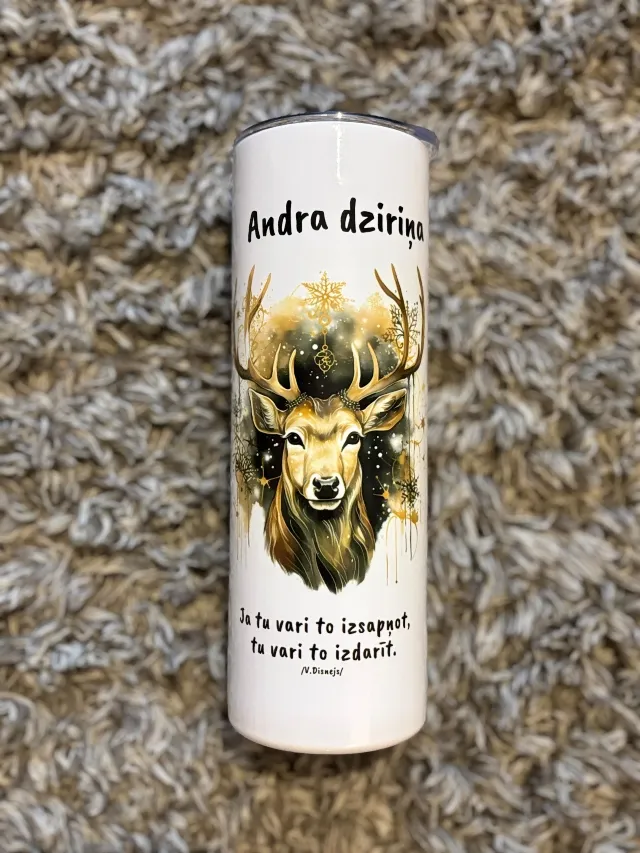 Andra dziriņa
Ja tu vari to izsapņot,
tu vari to izdarīt.
/V.Disnejs/